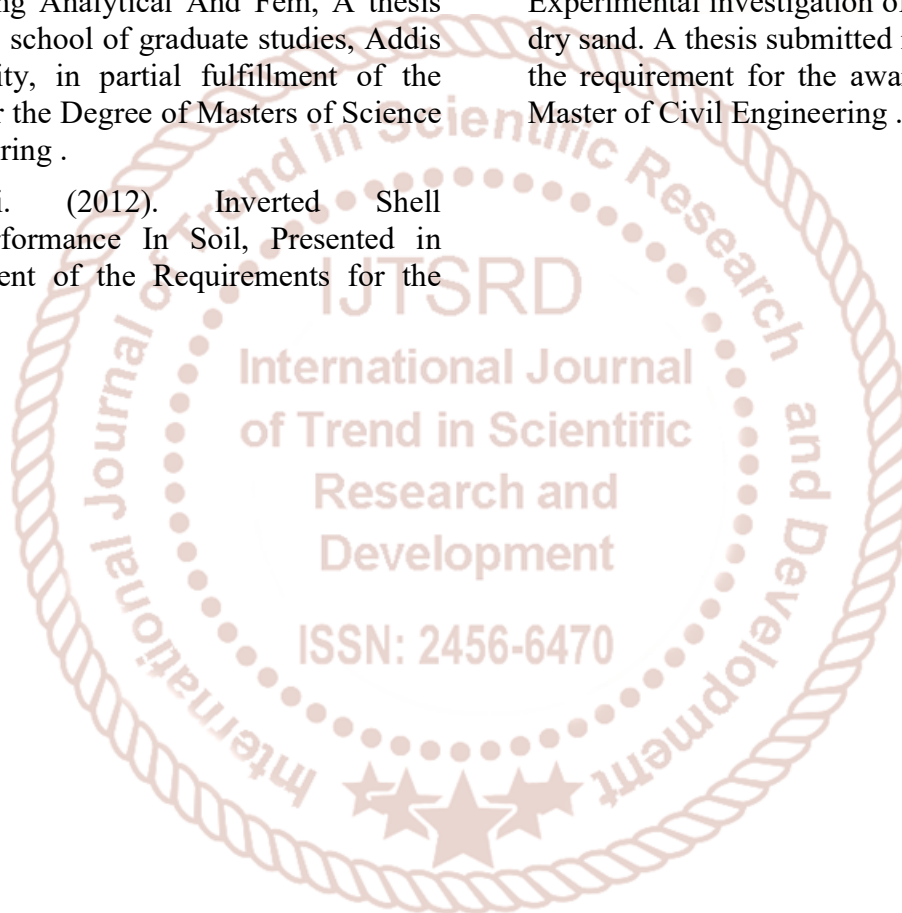 ng Analytical And Fem, A thesis
school of graduate studies, Addis
ity, in partial fulfillment of the
r the Degree of Masters of Science
ring .
i. (2012). Inverted Shell
rformance In Soil, Presented in
ent of the Requirements for the
Experimental investigation o
dry sand. A thesis submitted
the requirement for the awa
Master of Civil Engineering .
International Journal of Trend in Scientific Research and Development
IJTSRD
International Journal
of Trend in Scientific
Research and
Development
ISSN: 2456-6470